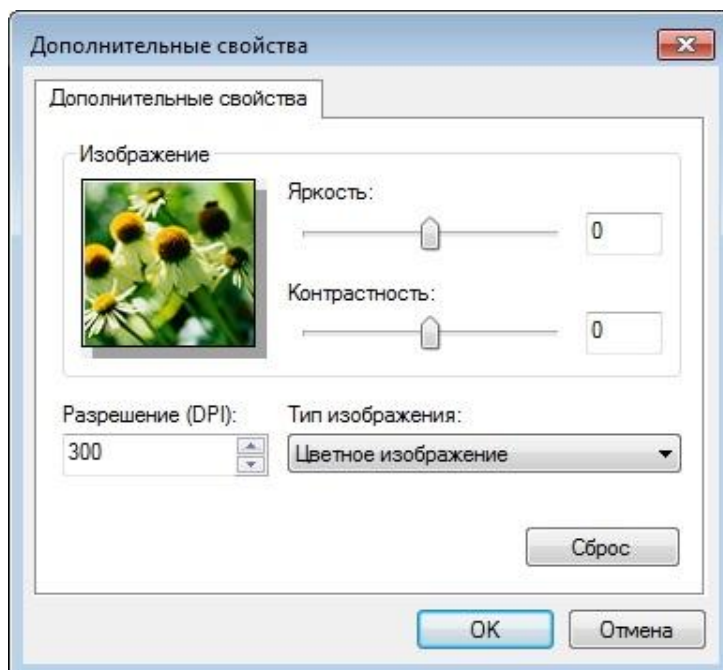 Дополнительные свойства
Дополнительные свойства
Изображение
Яркость:
0
Контрастность:
0
Разрешение (DPI):
Тип изображения:
300
Цветное изображение
Сброс
OK
Отмена